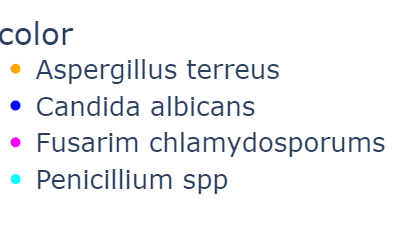 color
Aspergillus terreus
Candida albicans
Fusarim chlamydosporums
Penicillium spp